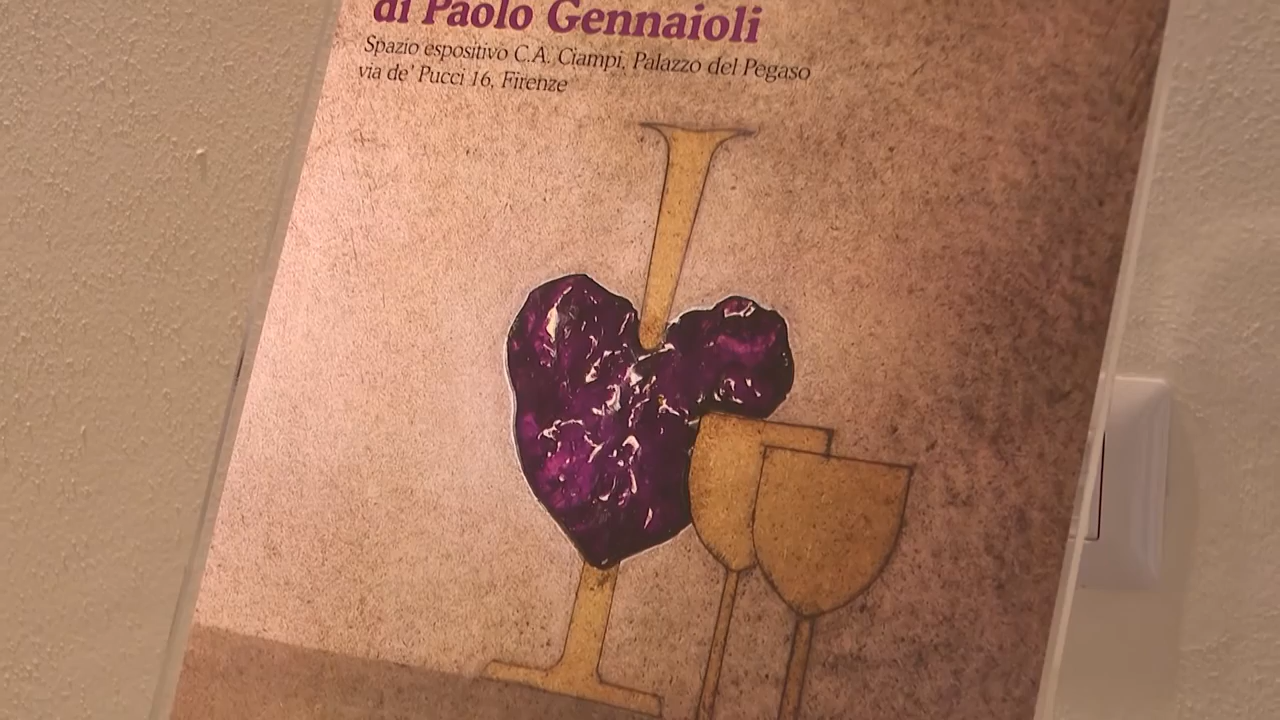 di Paolo Gennaioli
Spazio espositivo C.A. Ciampi, Palazzo del Pegaso
via de' Pucci 16, Firenze